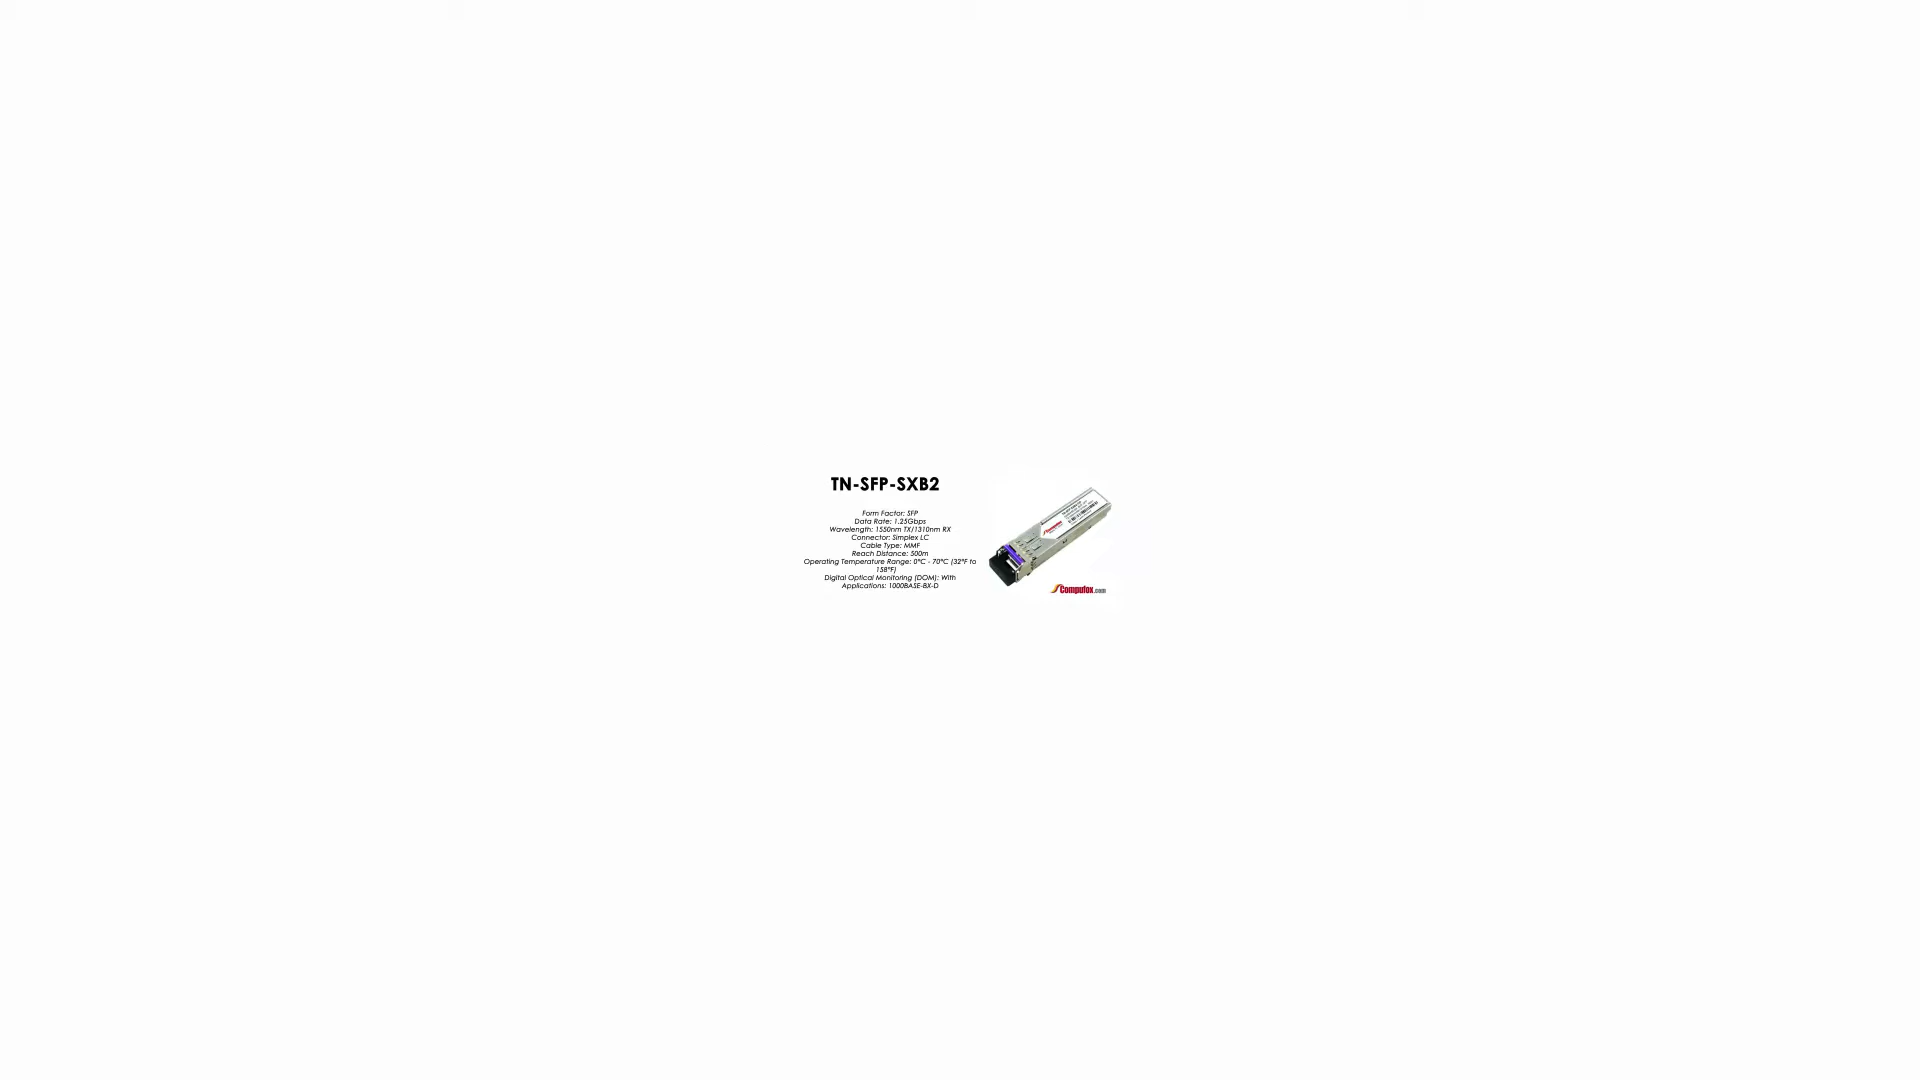 TN-SFP-SXB2
Form Factor: SFP
Data Rate: 1.25Gbps
Wavelength: 1550nm TX/1310nm RX
Connector: Simplex LC
Cable Type: MMF
Reach Distance: 500m
Operating Temperature Range: 0°C - 70°C (32°F to
158°F)
Digital Optical Monitoring (DOM): With
Applications: 1000BASE-BX-D
Compufox
Compufox.com